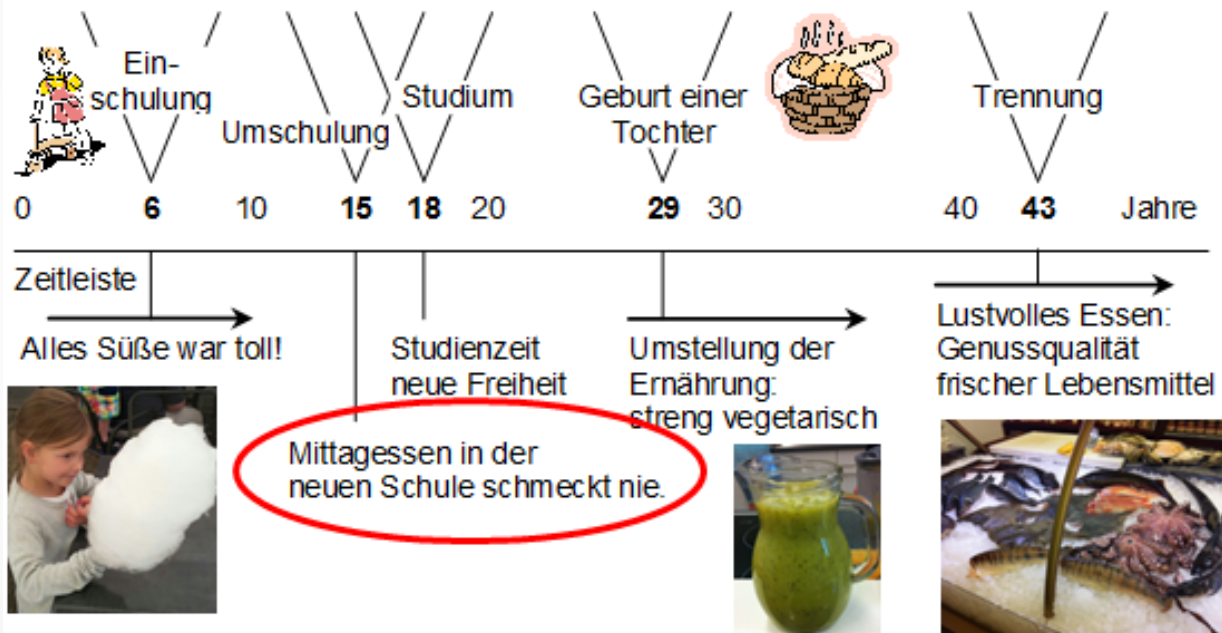 Ein-
schulung
Umschulung
Studium
Geburt einer
Tochter
Trennung
0 6 10 15 18 20 29 30 40 43 Jahre
Zeitleiste
Alles Süße war toll!
Studienzeit
neue Freiheit
Mittagessen in der
neuen Schule schmeckt nie.
Umstellung der
Ernährung:
streng vegetarisch
Lustvolles Essen:
Genussqualität
frischer Lebensmittel